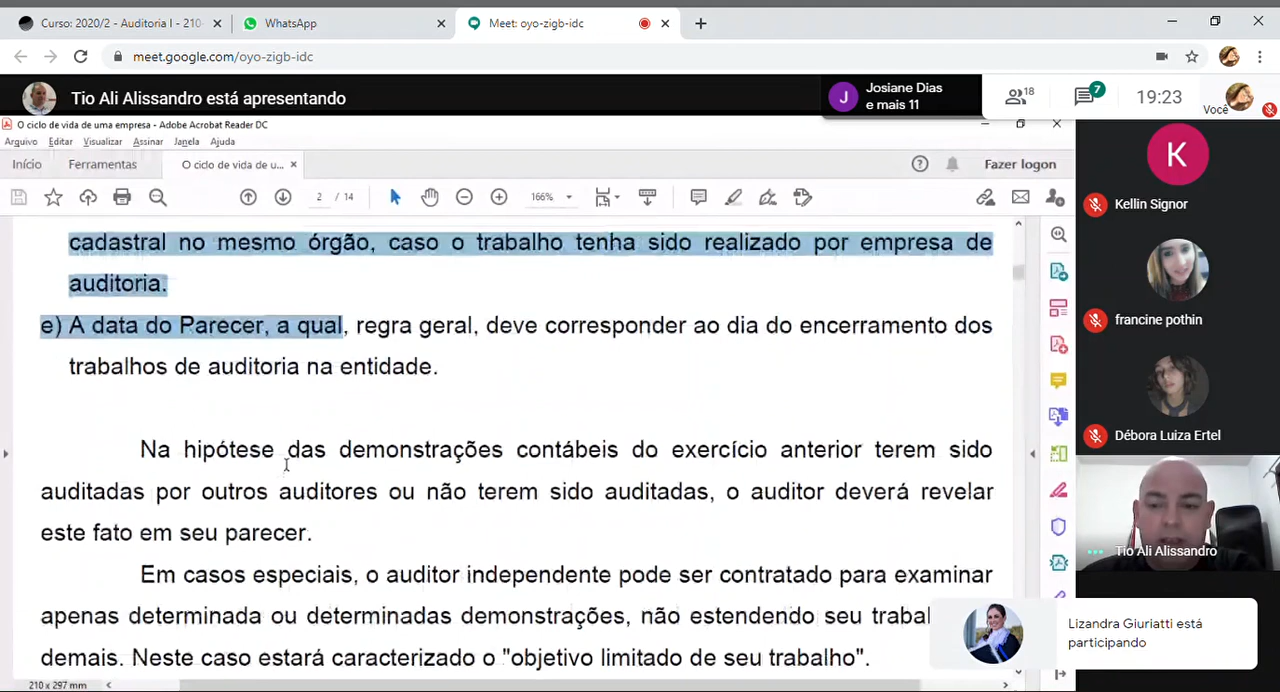 Curso: 2020/2 - Auditoria I - 210
WhatsApp
Meet: oyo-zigb-idc
meet.google.com/oyo-zigb-idc
Tio Ali Alissandro está apresentando
J
Josiane Dias
e mais 11
18
7
19:23
Você
O ciclo de vida de uma empresa - Adobe Acrobat Reader DC
Arquivo Editar Visualizar Assinar Janela Ajuda
Início Ferramentas O ciclo de vida de u...
Fazer logon
2 / 14
166%
cadastral no mesmo órgão, caso o trabalho tenha sido realizado por empresa de
auditoria.
e) A data do Parecer, a qual, regra geral, deve corresponder ao dia do encerramento dos
trabalhos de auditoria na entidade.
Na hipótese das demonstrações contábeis do exercício anterior terem sido
auditadas por outros auditores ou não terem sido auditadas, o auditor deverá revelar
este fato em seu parecer.
Em casos especiais, o auditor independente pode ser contratado para examinar
apenas determinada ou determinadas demonstrações, não estendendo seu trabal
demais. Neste caso estará caracterizado o "objetivo limitado de seu trabalho".
210 x 297 mm
K
Kellin Signor
francine pothin
Débora Luiza Ertel
Tio Ali Alissandro
Lizandra Giuriatti está
participando